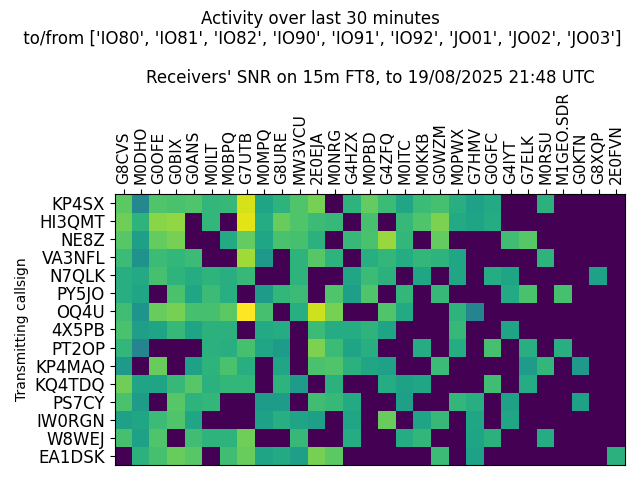 Activity over last 30 minutes
to/from ['IO80', 'IO81', 'IO82', 'IO90', 'IO91', 'IO92', 'JO01', 'JO02', 'JO03']
Receivers' SNR on 15m FT8, to 19/08/2025 21:48 UTC
G8CVS
M0DHO
G0OFE
G0BIX
G0ANS
M0ILT
M0BPQ
G7UTB
M0MPQ
G8URE
MW3VCU
2E0EJA
M0NRG
G4HZX
M0PBD
G4ZFQ
M0ITC
M0KKB
G0WZM
M0PWX
G7HMV
G0GFC
G4IYT
G7ELK
M0RSU
M1GEO.SDR
G0KTN
G8XQP
2E0FVN
Transmitting callsign
KP4SX
HI3QMT
NE8Z
VA3NFL
N7QLK
PY5JO
OQ4U
4X5PB
PT2OP
KP4MAQ
KQ4TDQ
PS7CY
IW0RGN
W8WEJ
EA1DSK